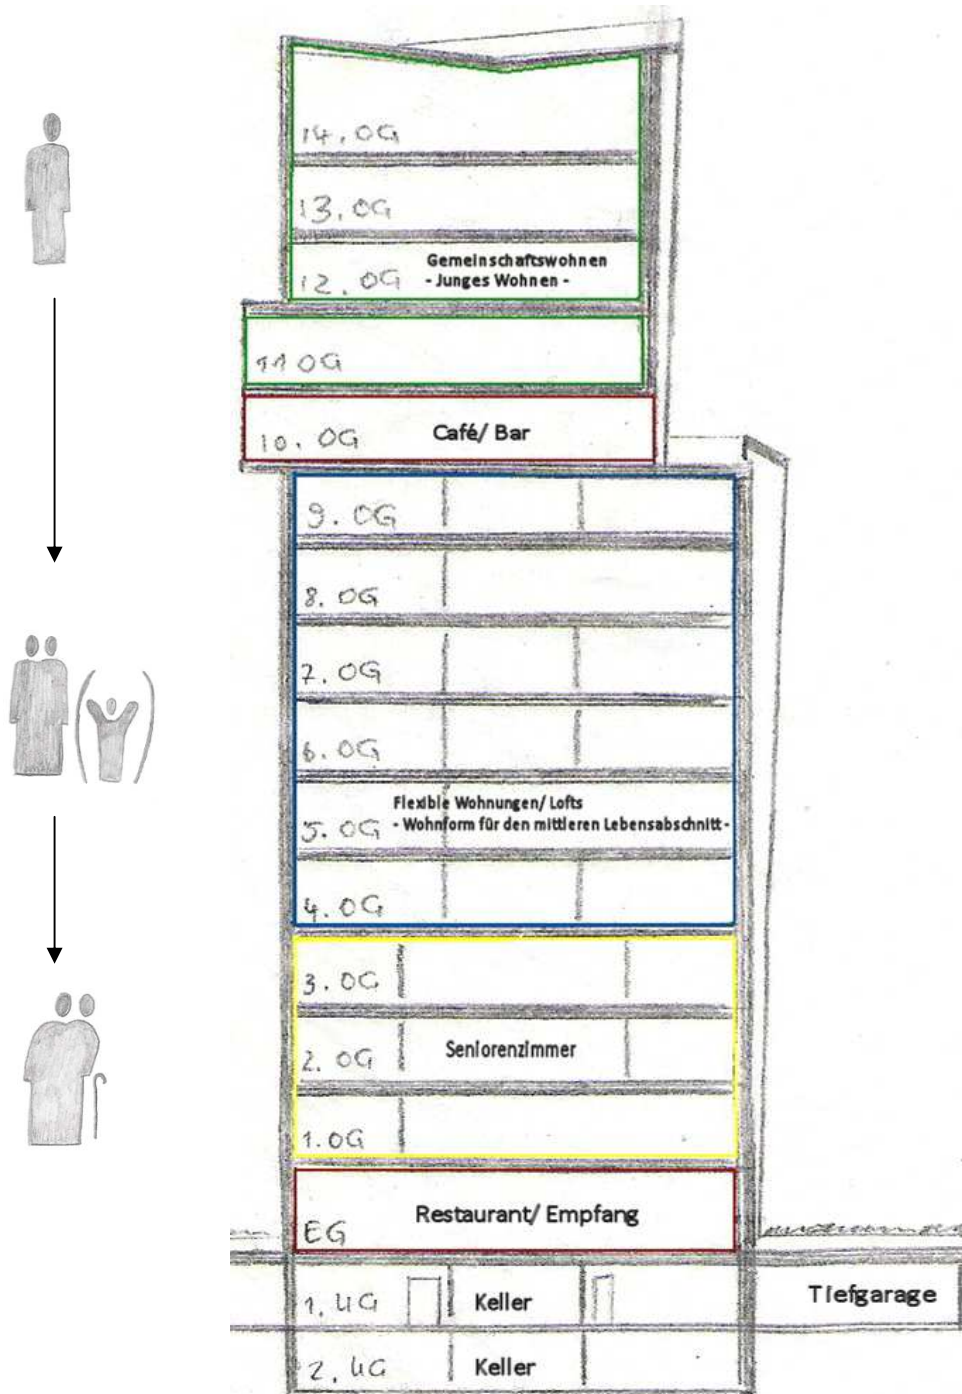 14. OG
13. OG
Gemeinschaftswohnen
12. OG - Junges Wohnen -
11 OG
10. OG Café/ Bar
9. OG
8. OG
7. OG
6. OG
Flexible Wohnungen/ Lofts
5. OG - Wohnform für den mittleren Lebensabschnitt -
4. OG
3. OG
2. OG Seniorenzimmer
1. OG
Restaurant/ Empfang
EG
1. UG Keller Tiefgarage
2. UG Keller